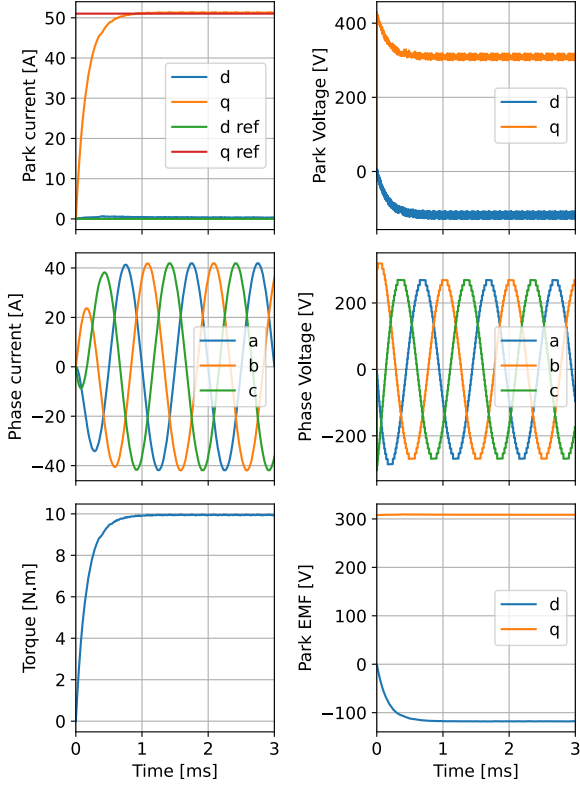 Park current [A]
50
40
30
20
10
0
d
q
d ref
q ref
Park Voltage [V]
400
200
0
d
q
Phase current [A]
40
20
0
−20
−40
a
b
c
Phase Voltage [V]
200
0
−200
a
b
c
Torque [N.m]
10
8
6
4
2
0
0
1
2
3
Time [ms]
Park EMF [V]
300
200
100
0
−100
d
q
0
1
2
3
Time [ms]